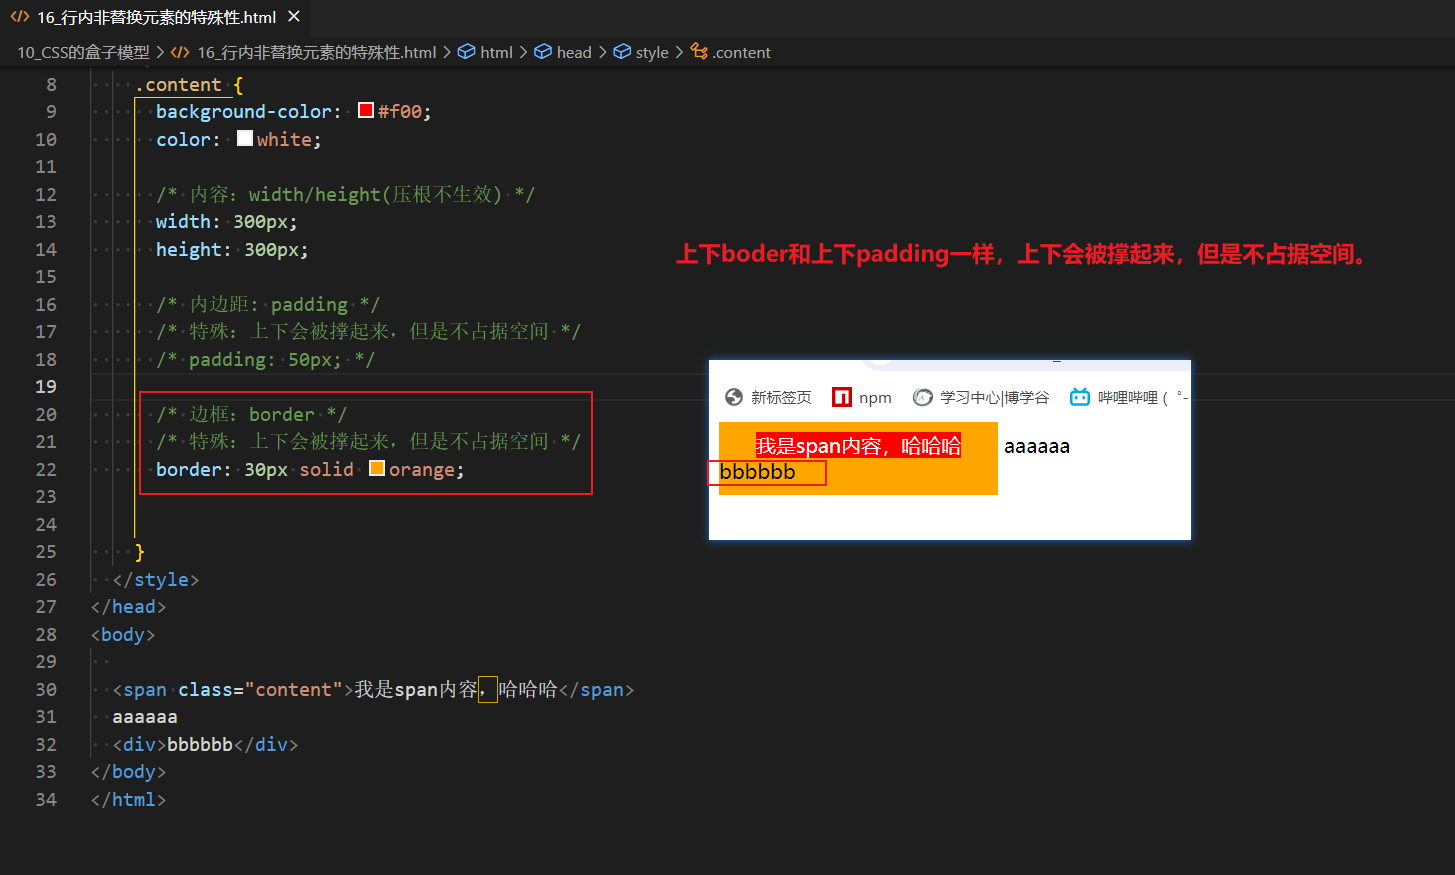 16_行内非替换元素的特殊性.html ×
10_CSS的盒子模型 > 16_行内非替换元素的特殊性.html > html > head > style > .content
8 .content {
9 background-color: #f00;
10 color: white;
11
12 /* 内容: width/height(压根不生效) */
13 width: 300px;
14 height: 300px;
15
16 /* 内边距: padding */
17 /* 特殊: 上下会被撑起来, 但是不占据空间 */
18 /* padding: 50px; */
19
20 /* 边框: border */
21 /* 特殊: 上下会被撑起来, 但是不占据空间 */
22 border: 30px solid orange;
23
24
25 }
26 </style>
27 </head>
28 <body>
29
30 <span class="content">我是span内容，哈哈哈</span>
31 aaaaaa
32 <div>bbbbbb</div>
33 </body>
34 </html>
上下boder和上下padding一样，上下会被撑起来，但是不占据空间。
新标签页 npm 学习中心|博学谷 哔哩哔哩 ( ゜-
我是span内容，哈哈哈 aaaaaa
bbbbbb